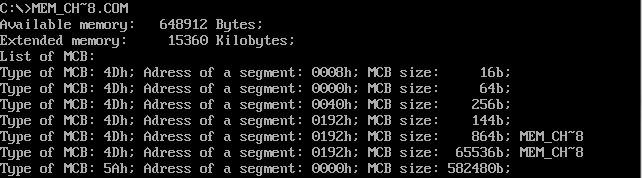 C:\>MEM_CH~8.COM
Available memory:   648912 Bytes;
Extended memory:     15360 Kilobytes;
List of MCB:
Type of MCB: 4Dh; Adress of a segment: 0008h; MCB size:     16b;
Type of MCB: 4Dh; Adress of a segment: 0000h; MCB size:     64b;
Type of MCB: 4Dh; Adress of a segment: 0040h; MCB size:    256b;
Type of MCB: 4Dh; Adress of a segment: 0192h; MCB size:    144b;
Type of MCB: 4Dh; Adress of a segment: 0192h; MCB size:    864b; MEM_CH~8
Type of MCB: 4Dh; Adress of a segment: 0192h; MCB size:  65536b; MEM_CH~8
Type of MCB: 5Ah; Adress of a segment: 0000h; MCB size: 582480b;